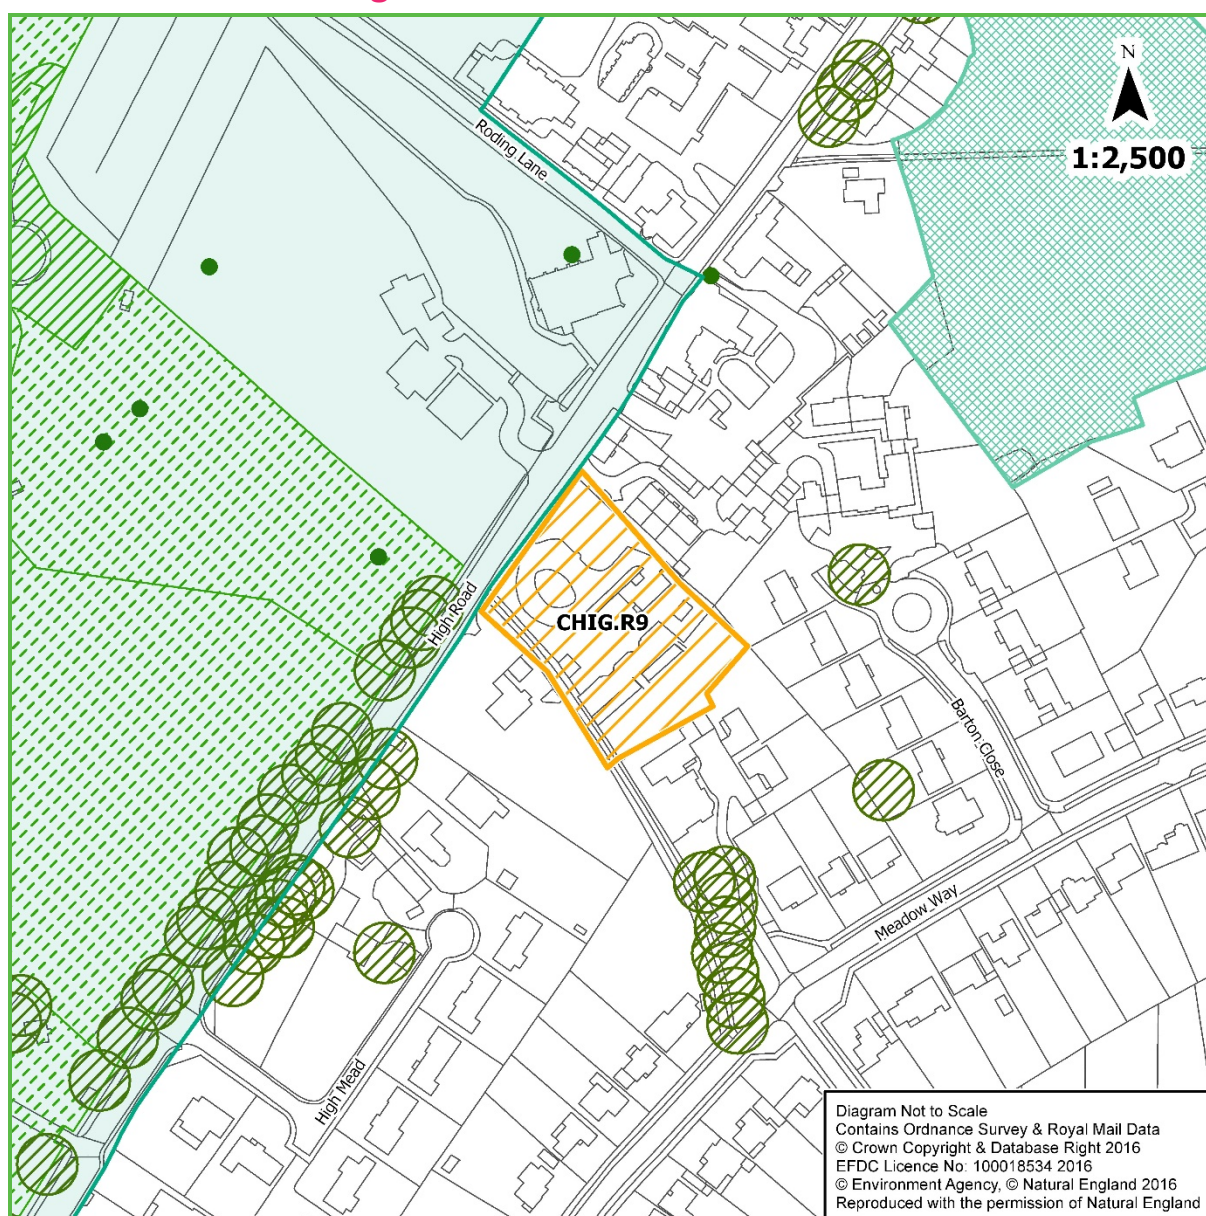 N
1:2,500
Roding Lane
High Road
CHIG.R9
Barton Close
Meadow Way
High Mead
Diagram Not to Scale
Contains Ordnance Survey & Royal Mail Data
© Crown Copyright & Database Right 2016
EFDC Licence No: 100018534 2016
© Environment Agency, © Natural England 2016
Reproduced with the permission of Natural England